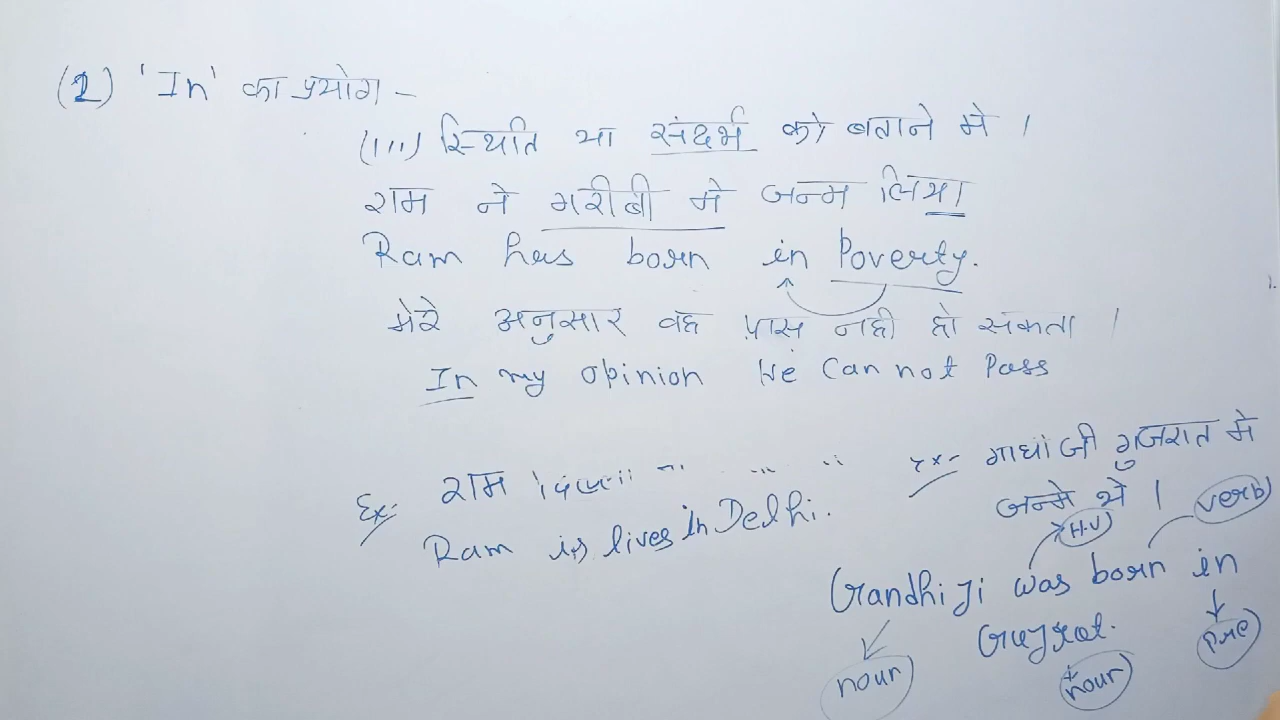 (2) 'In' का प्रयोग -
(iii) स्थिति या संदर्भ को बताने मे ।
राम ने गरीबी मे जन्म लिया।
Ram has born in Poverty.
मेरे अनुसार वह पास नही हो सकता ।
In my opinion He Can not Pass
Ex:- राम
Ram is lives in Delhi.
Ex:- गाधी जी गुजरात मे
जन्मे थे ।
verb
H.V
Gandhi Ji was born in
Gujrat.
Pre
noun
noun